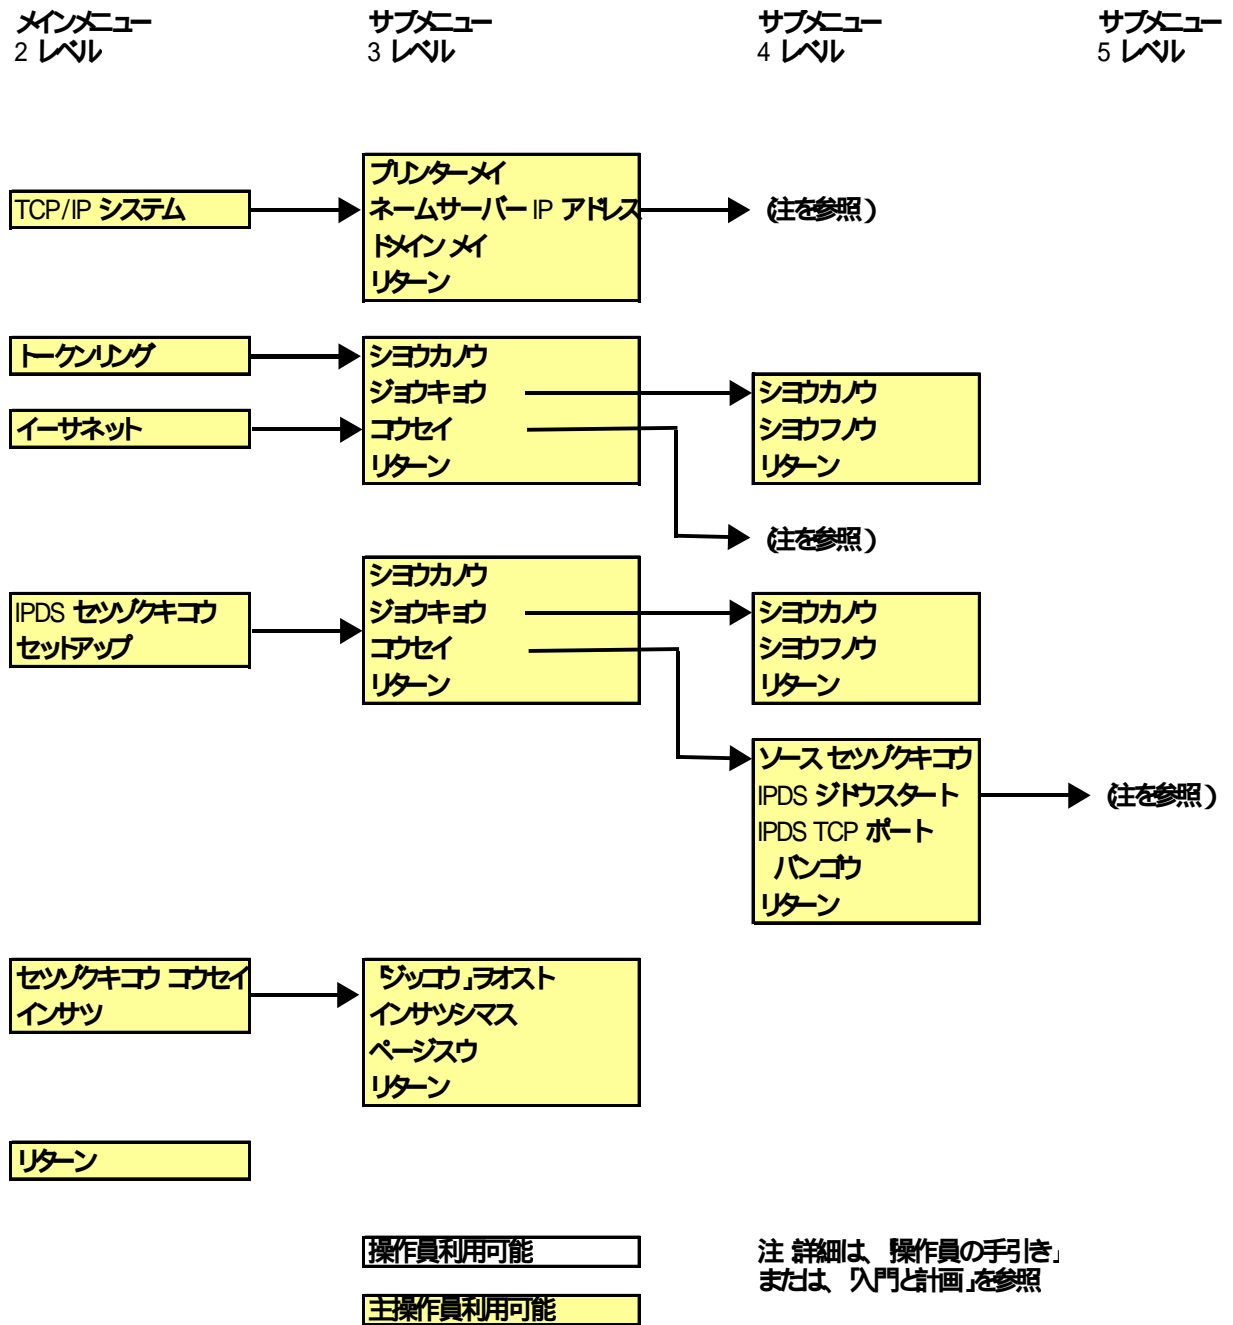 メインメニュー
2 レベル
サブメニュー
3 レベル
サブメニュー
4 レベル
サブメニュー
5 レベル
TCP/IP システム
プリンターメイ
ネームサーバー IP アドレス
ドメイン メイ
リターン
(注を参照)
トークンリング
イーサネット
シヨウカノウ
ジョウキョウ
コウセイ
リターン
シヨウカノウ
シヨウフノウ
リターン
(注を参照)
IPDS セツゾクキコウ
セットアップ
シヨウカノウ
ジョウキョウ
コウセイ
リターン
シヨウカノウ
シヨウフノウ
リターン
ソース セツゾクキコウ
IPDS ジドウスタート
IPDS TCP ポート
バンゴウ
リターン
(注を参照)
セツゾクキコウ コウセイ
インサツ
「ジッコウ」ヲオスト
インサツシマス
ページスウ
リターン
リターン
操作員利用可能
主操作員利用可能
注 詳細は、「操作員の手引き」
または、「入門と計画」を参照